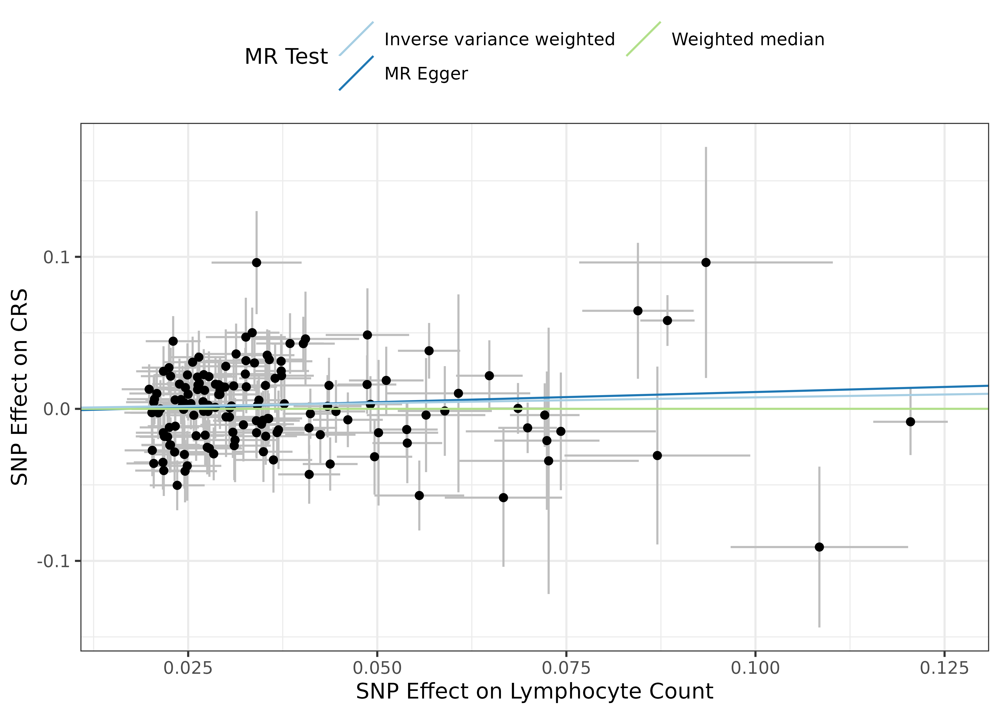 MR Test
Inverse variance weighted
MR Egger
Weighted median
SNP Effect on CRS
0.1
0.0
-0.1
0.025
0.050
0.075
0.100
0.125
SNP Effect on Lymphocyte Count